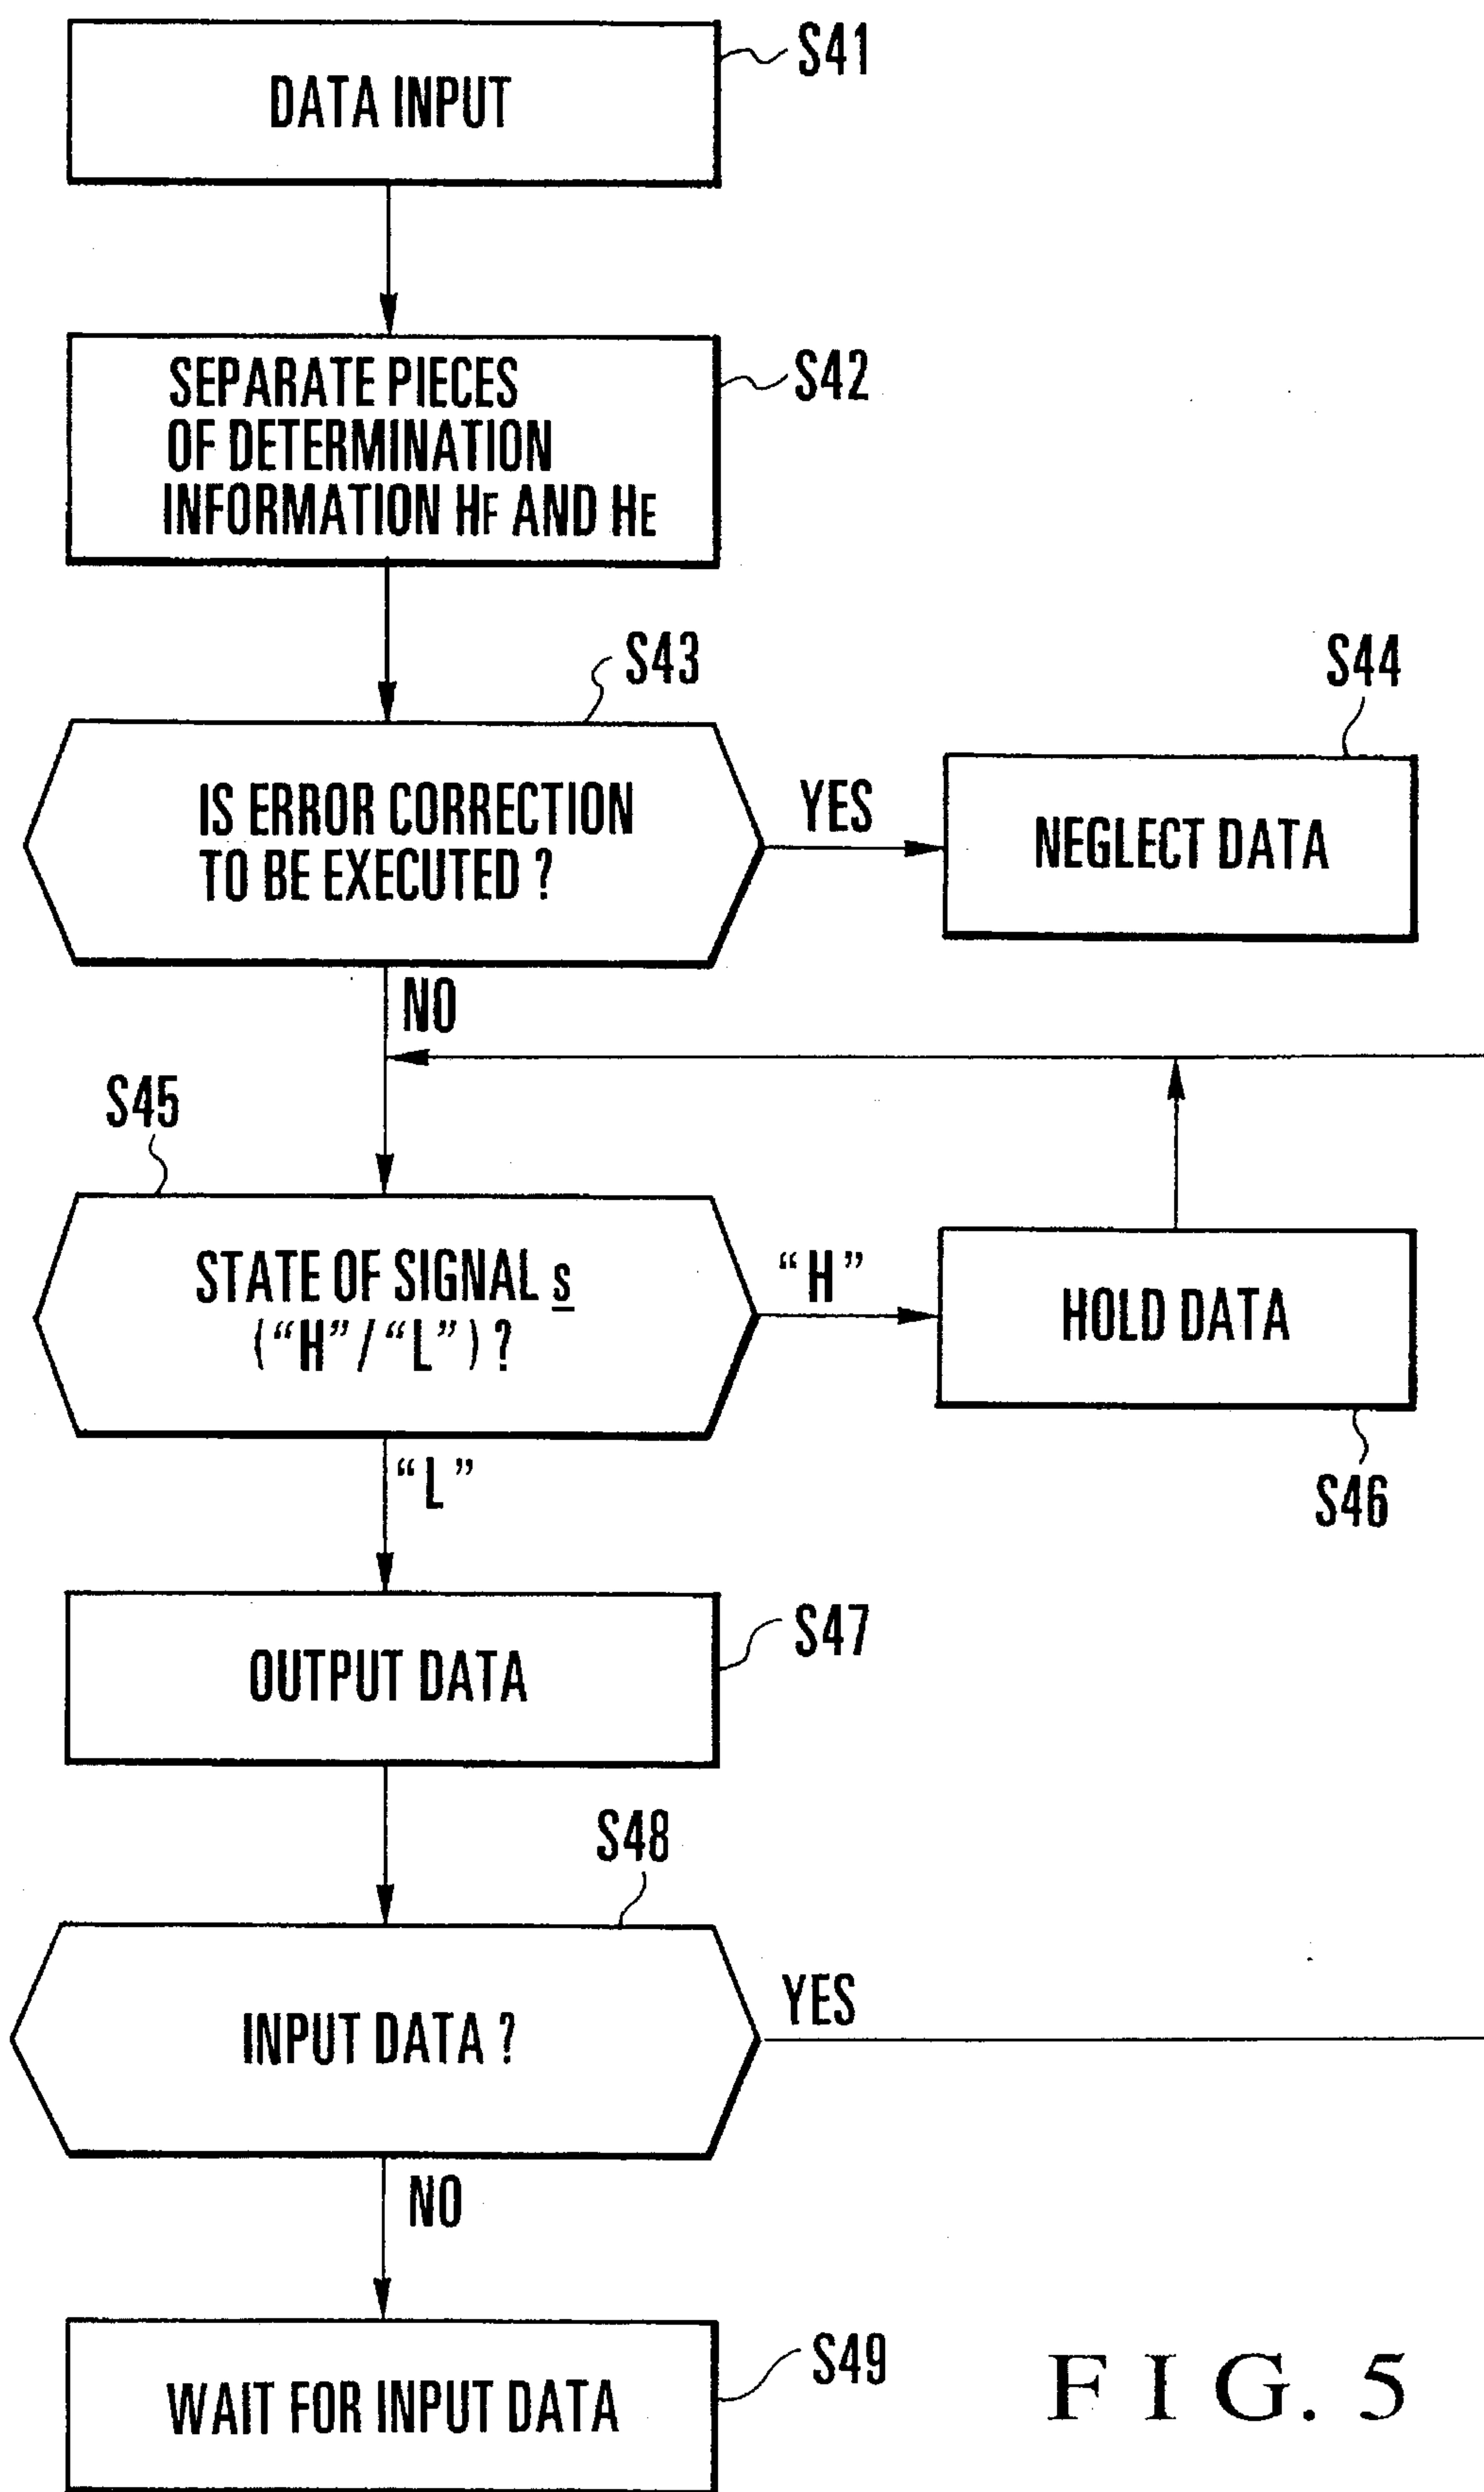 S41
DATA INPUT
S42
SEPARATE PIECES
OF DETERMINATION
INFORMATION HF AND HE
S43
S44
IS ERROR CORRECTION
TO BE EXECUTED ?
YES
NEGLECT DATA
NO
S45
STATE OF SIGNAL s
(“H” / “L”) ?
“H”
HOLD DATA
S46
“L”
S47
OUTPUT DATA
S48
INPUT DATA ?
YES
NO
S49
WAIT FOR INPUT DATA
FIG. 5